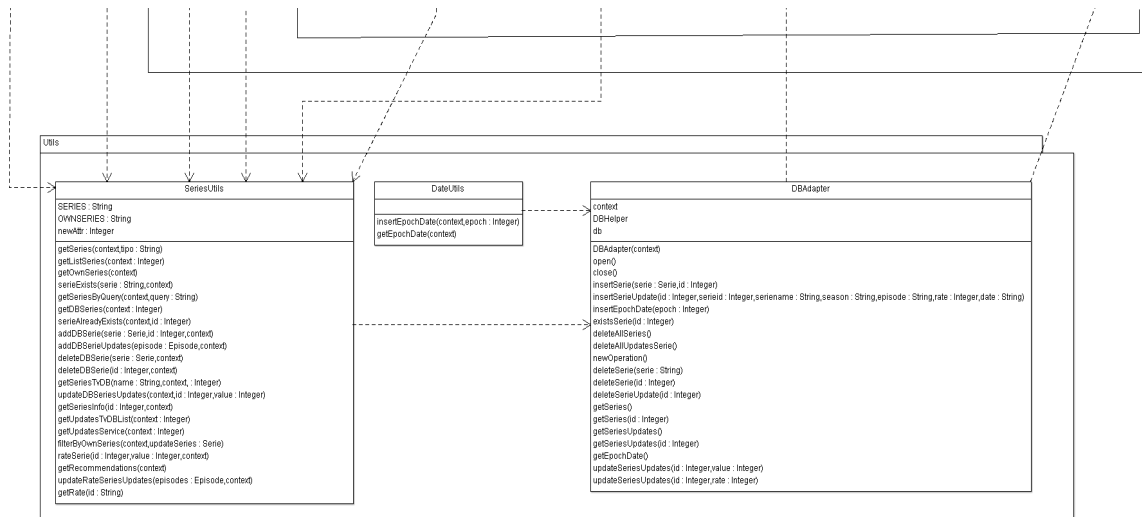 Utils
SeriesUtils
SERIES : String
OWNSERIES : String
newAttr : Integer
getSeries(context,tipo : String)
getListSeries(context : Integer)
getOwnSeries(context)
serieExists(serie : String,context)
getSeriesByQuery(context,query : String)
getDBSeries(context : Integer)
serieAlreadyExists(context,id : Integer)
addDBSerie(serie : Serie,id : Integer,context)
addDBSerieUpdates(episode : Episode,context)
deleteDBSerie(serie : Serie,context)
deleteDBSerie(id : Integer,context)
getSeriesTvDB(name : String,context, : Integer)
updateDBSeriesUpdates(context,id : Integer,value : Integer)
getSeriesInfo(id : Integer,context)
getUpdatesTvDBList(context : Integer)
getUpdatesService(context : Integer)
filterByOwnSeries(context,updateSeries : Serie)
rateSerie(id : Integer,value : Integer,context)
getRecommendations(context)
updateRateSeriesUpdates(episodes : Episode,context)
getRate(id : String)
DateUtils
insertEpochDate(context,epoch : Integer)
getEpochDate(context)
DBAdapter
context
DBHelper
db
DBAdapter(context)
open()
close()
insertSerie(serie : Serie,id : Integer)
insertSerieUpdate(id : Integer,serieid : Integer,seriename : String,season : String,episode : String,rate : Integer,date : String)
insertEpochDate(epoch : Integer)
existsSerie(id : Integer)
deleteAllSeries()
deleteAllUpdatesSerie()
newOperation()
deleteSerie(serie : String)
deleteSerie(id : Integer)
deleteSerieUpdate(id : Integer)
getSeries()
getSeries(id : Integer)
getSeriesUpdates()
getSeriesUpdates(id : Integer)
getEpochDate()
updateSeriesUpdates(id : Integer,value : Integer)
updateSeriesUpdates(id : Integer,rate : Integer)